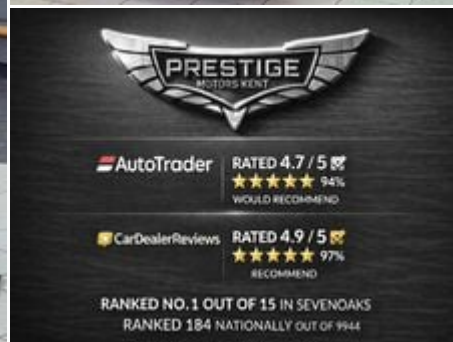 PRESTIGE
MOTORS KENT
AutoTrader
RATED 4.7 / 5
94%
WOULD RECOMMEND
CarDealerReviews
RATED 4.9 / 5
97%
RECOMMEND
RANKED NO. 1 OUT OF 15 IN SEVENOAKS
RANKED 184 NATIONALLY OUT OF 9944